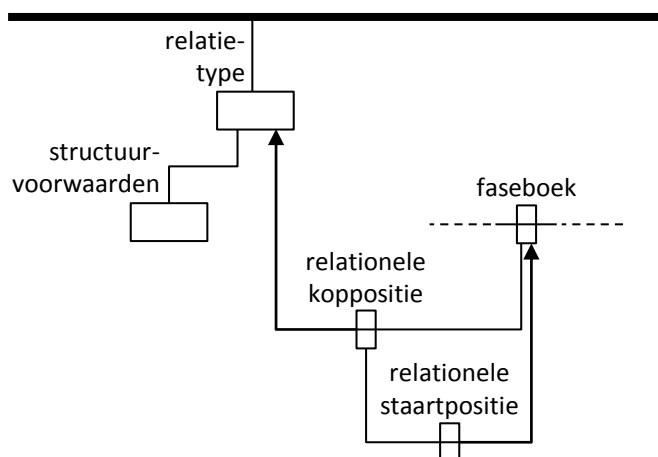 relatie-
type
structuur-
voorwaarden
faseboek
relationele
koppositie
relationele
staartpositie